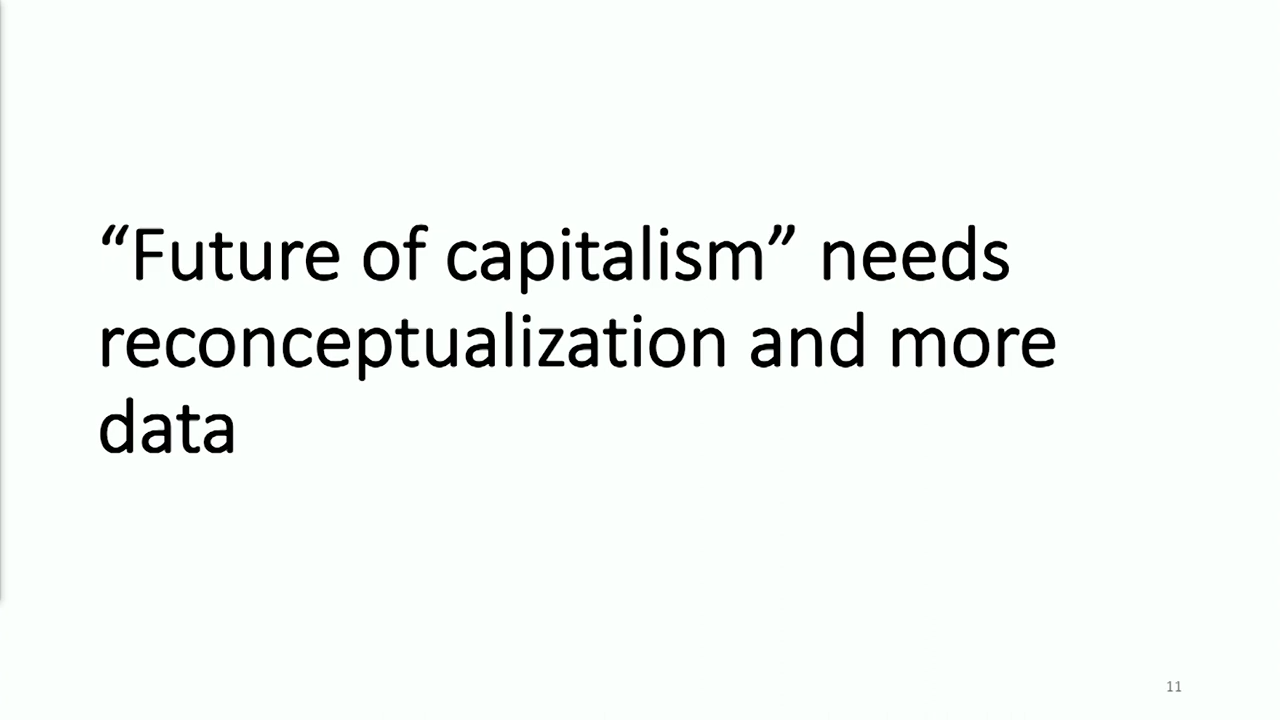 “Future of capitalism” needs
reconceptualization and more
data
11